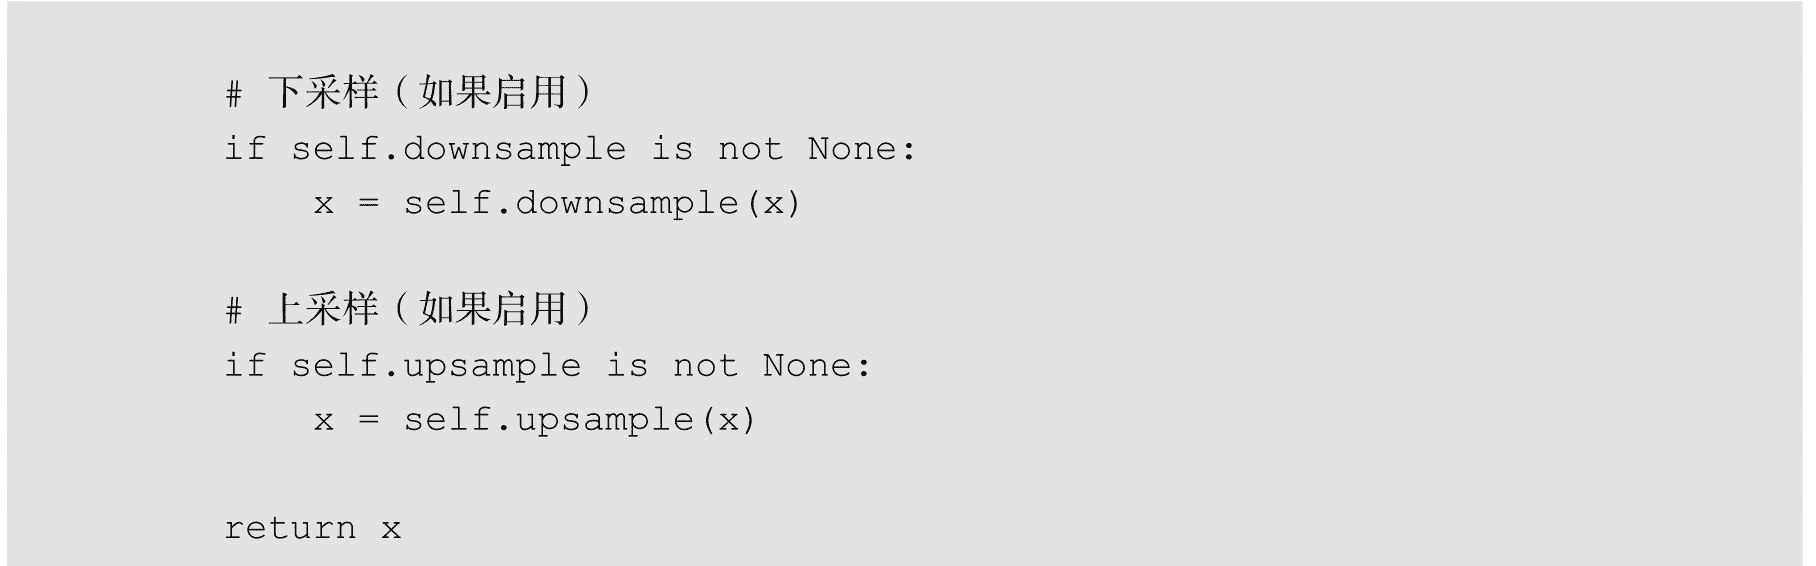 # 下采样（如果启用）
if self.downsample is not None:
    x = self.downsample(x)
# 上采样（如果启用）
if self.upsample is not None:
    x = self.upsample(x)
return x